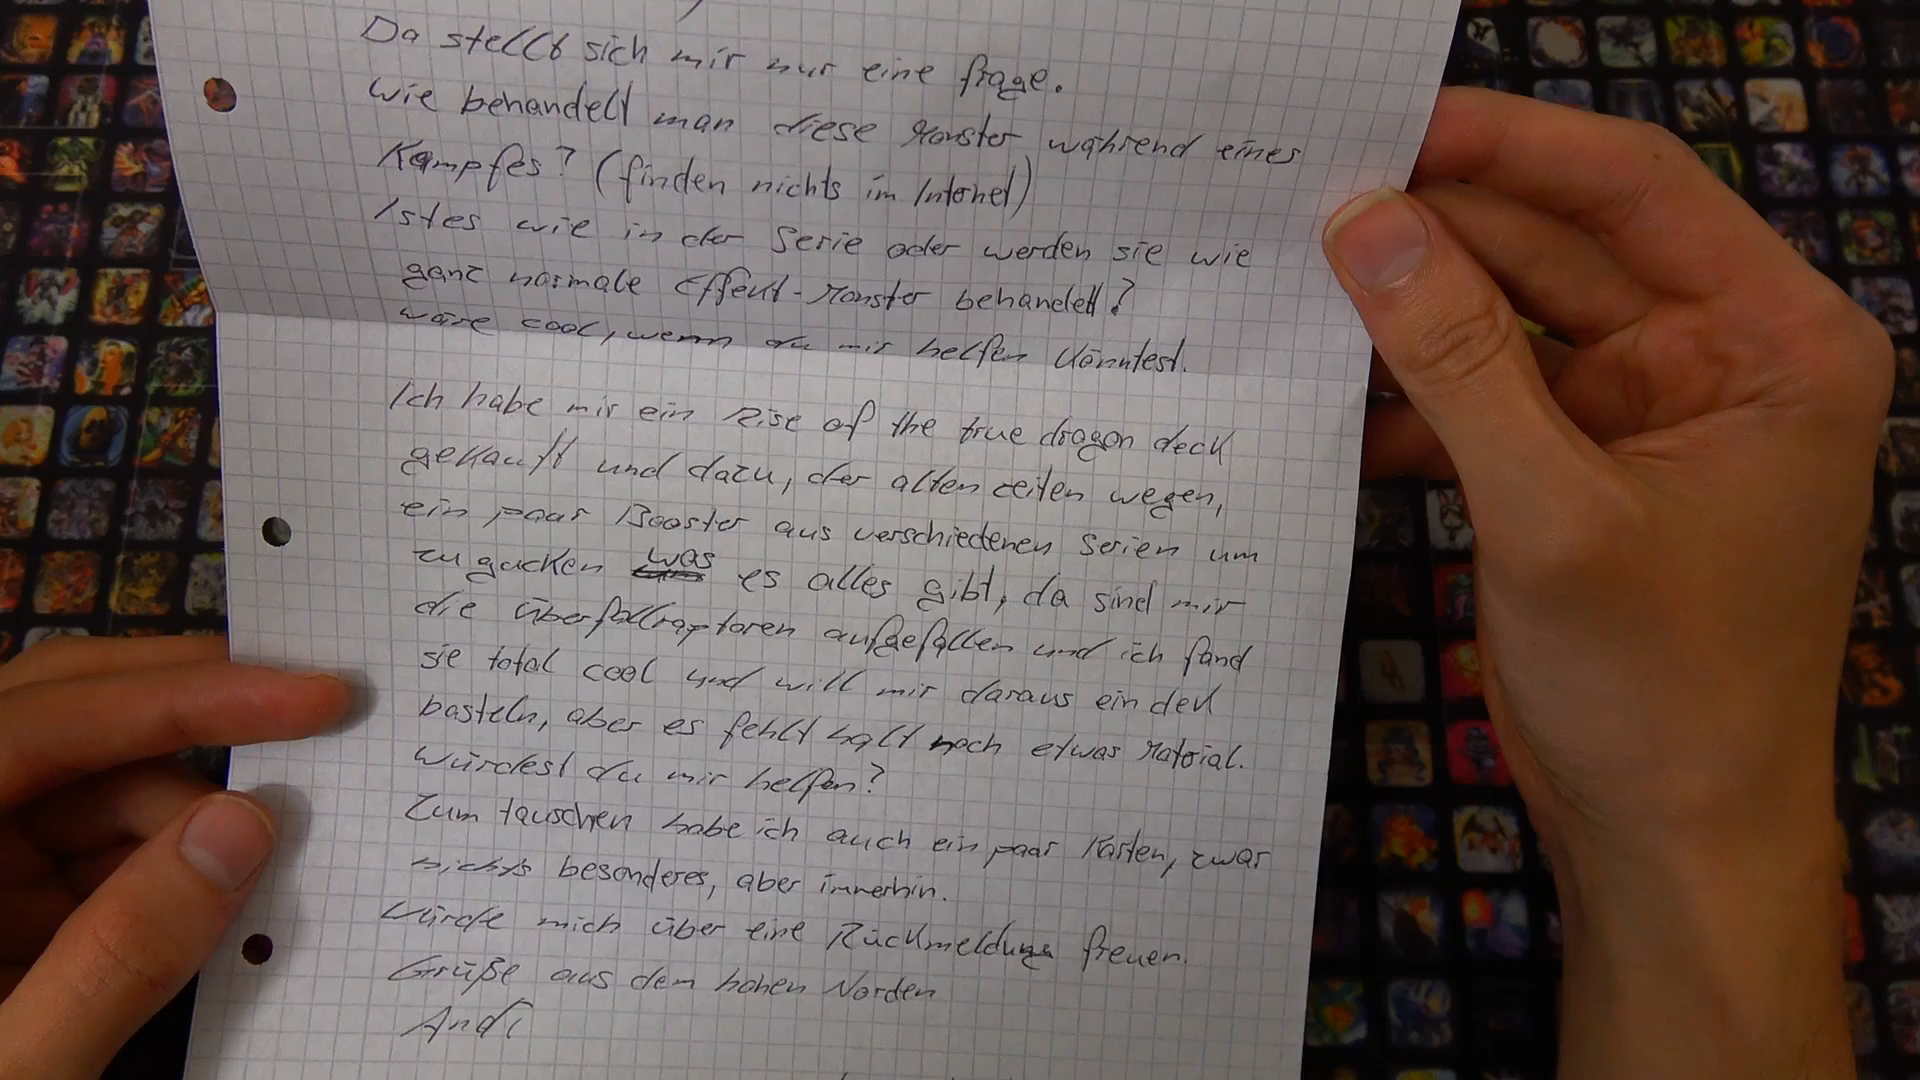 Da stellt sich mir nur eine frage.
Wie behandelt man diese Monster während eines
Kampfes? (finden nichts im Internet)
Ist es wie in der Serie oder werden sie wie
ganz normale Effekt-Monster behandelt?
wäre cool, wenn du mir helfen könntest.
Ich habe mir ein Rise of the true dragon deck
gekauft und dazu, der alten zeiten wegen,
ein paar Booster aus verschiedenen Serien um
zu gucken was es alles gibt, da sind mir
die überfallraptoren aufgefallen und ich fand
sie total cool und will mir daraus ein deck
basteln, aber es fehlt halt noch etwas Material.
Würdest du mir helfen?
Zum tauschen habe ich auch ein paar Karten, zwar
nichts besonderes, aber immerhin.
Würde mich über eine Rückmeldung freuen.
Grüße aus dem hohen Norden
Andi